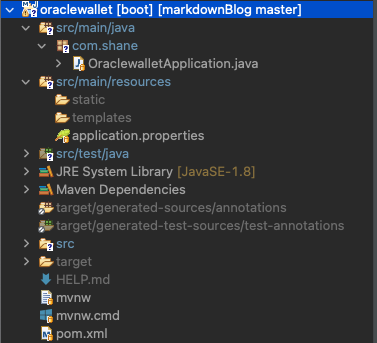 oraclewallet [boot] [markdownBlog master]
src/main/java
com.shane
OraclewalletApplication.java
src/main/resources
static
templates
application.properties
src/test/java
JRE System Library [JavaSE-1.8]
Maven Dependencies
target/generated-sources/annotations
target/generated-test-sources/test-annotations
src
target
HELP.md
mvnw
mvnw.cmd
pom.xml